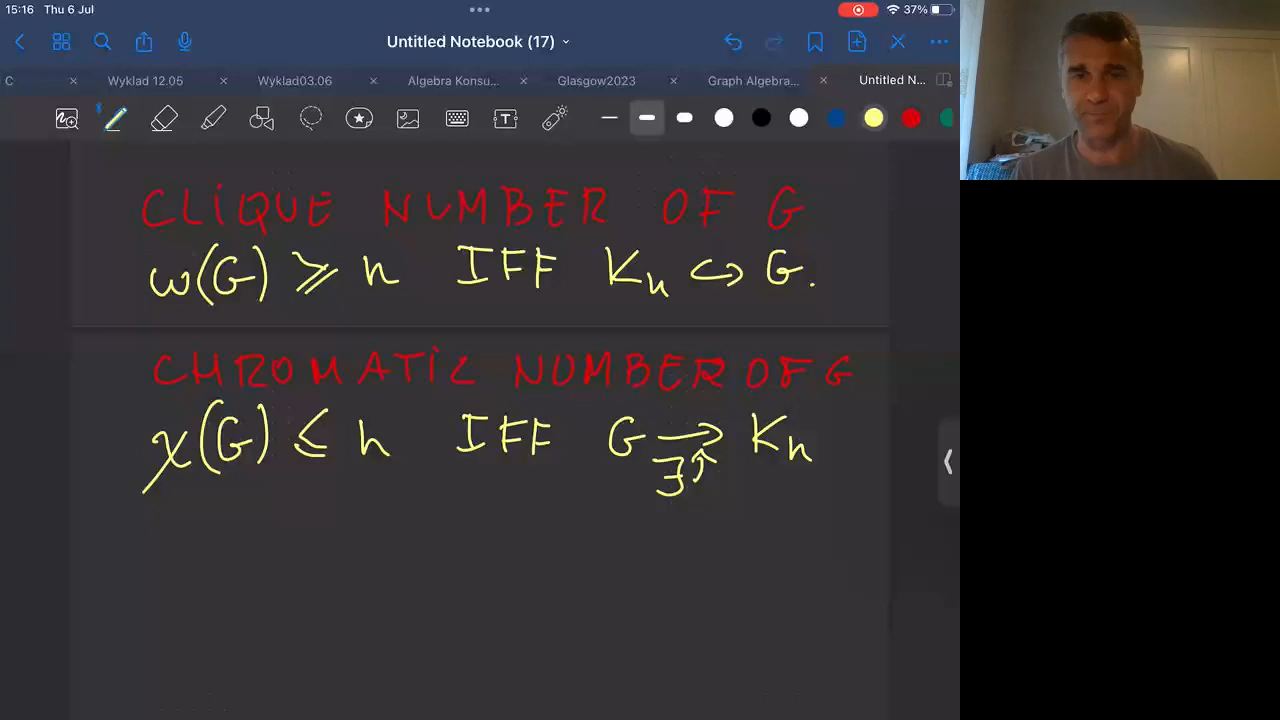 15:16 Thu 6 Jul
37%
Untitled Notebook (17)
C
Wyklad 12.05
Wyklad03.06
Algebra Konsu...
Glasgow2023
Graph Algebra...
Untitled N...
CLIQUE NUMBER OF G
ω(G) ⩾ n IFF Kₙ ↪ G.
CHROMATIC NUMBER OF G
χ(G) ≤ n IFF G → Kₙ
∃↑